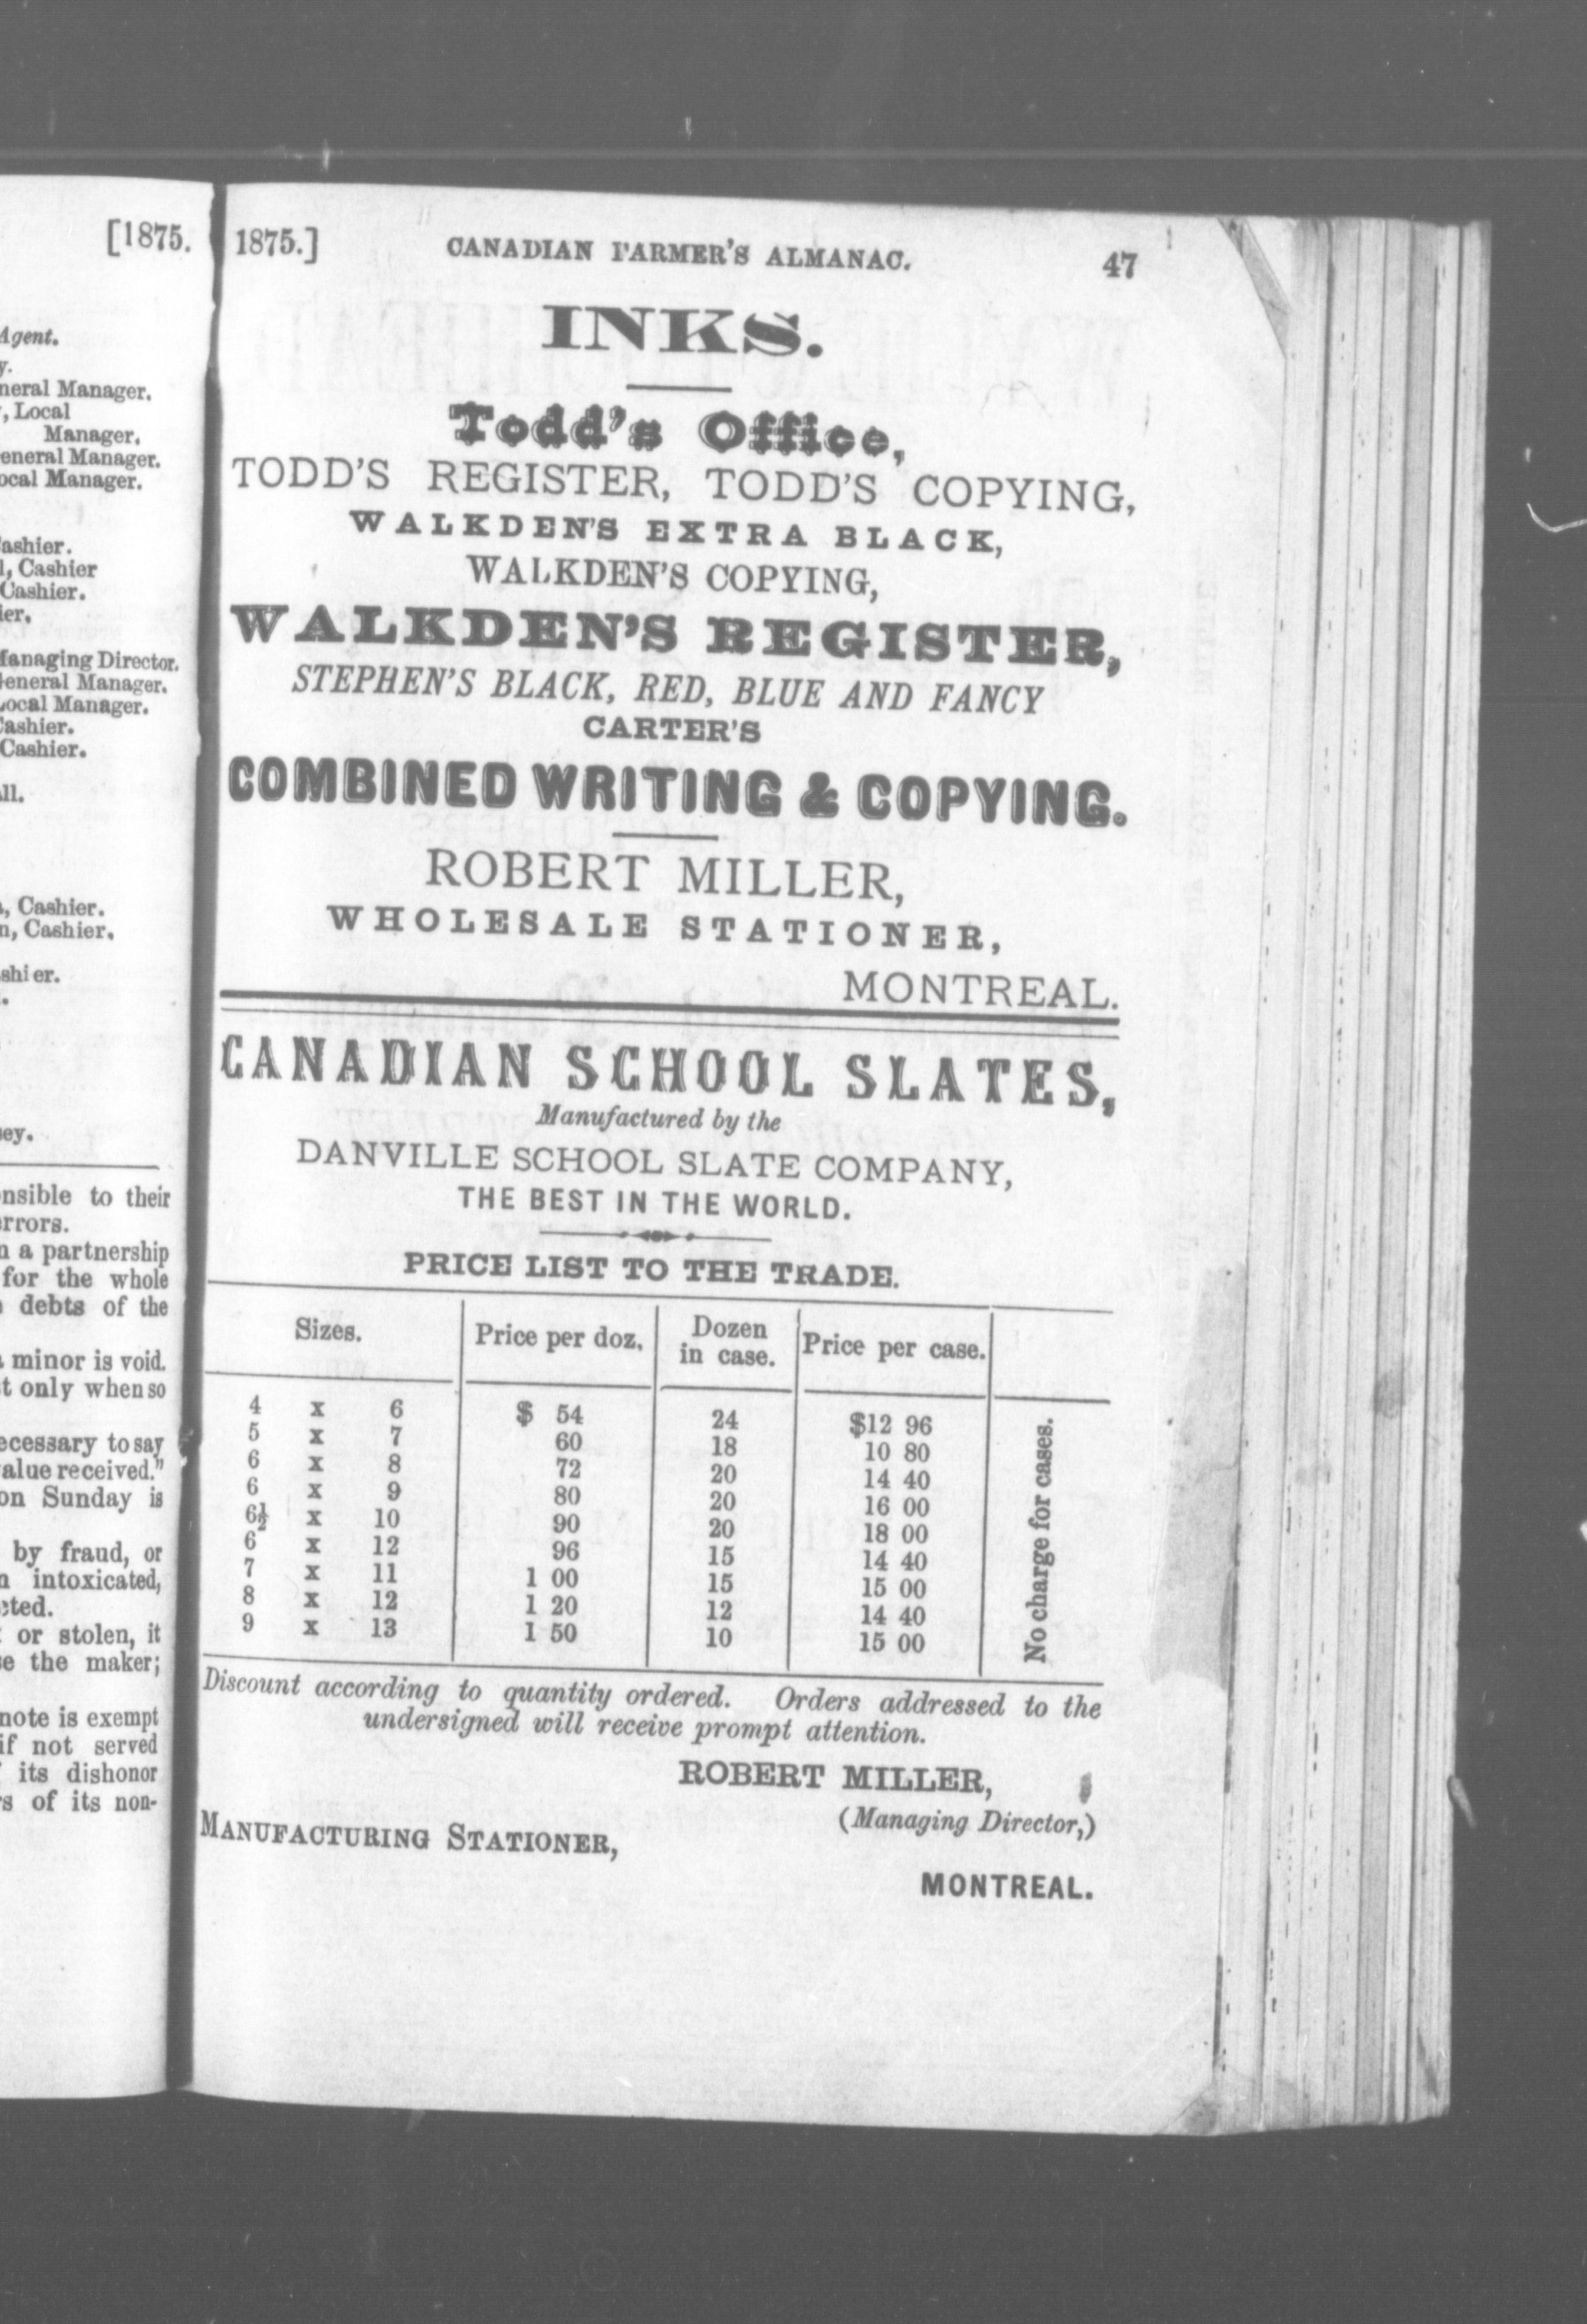 [1875.
Agent.
neral Manager.
, Local
Manager.
eneral Manager.
ocal Manager.
Cashier.
l, Cashier
Cashier.
ier.
Managing Director.
General Manager.
Local Manager.
Cashier.
Cashier.
, Cashier.
n, Cashier.
shier.
nsible to their
errors.
n a partnership
for the whole
debts of the
minor is void.
t only when so
ecessary to say
value received."
on Sunday is
by fraud, or
n intoxicated,
or stolen, it
se the maker;
note is exempt
if not served
its dishonor
rs of its non-
1875.] CANADIAN FARMER'S ALMANAC. 47
INKS.
Todd's Office,
TODD'S REGISTER, TODD'S COPYING,
WALKDEN'S EXTRA BLACK,
WALKDEN'S COPYING,
WALKDEN'S REGISTER,
STEPHEN'S BLACK, RED, BLUE AND FANCY
CARTER'S
COMBINED WRITING & COPYING.
ROBERT MILLER,
WHOLESALE STATIONER,
MONTREAL.
CANADIAN SCHOOL SLATES,
Manufactured by the
DANVILLE SCHOOL SLATE COMPANY,
THE BEST IN THE WORLD.
PRICE LIST TO THE TRADE.
Sizes. Price per doz. Dozen in case. Price per case.
4 x 6 $ 54 24 $12 96
5 x 7 60 18 10 80
6 x 8 72 20 14 40
6 x 9 80 20 16 00
6½ x 10 90 20 18 00
6 x 12 96 15 14 40
7 x 11 1 00 15 15 00
8 x 12 1 20 12 14 40
9 x 13 1 50 10 15 00
No charge for cases.
Discount according to quantity ordered. Orders addressed to the
undersigned will receive prompt attention.
ROBERT MILLER,
(Managing Director,)
MANUFACTURING STATIONER,
MONTREAL.